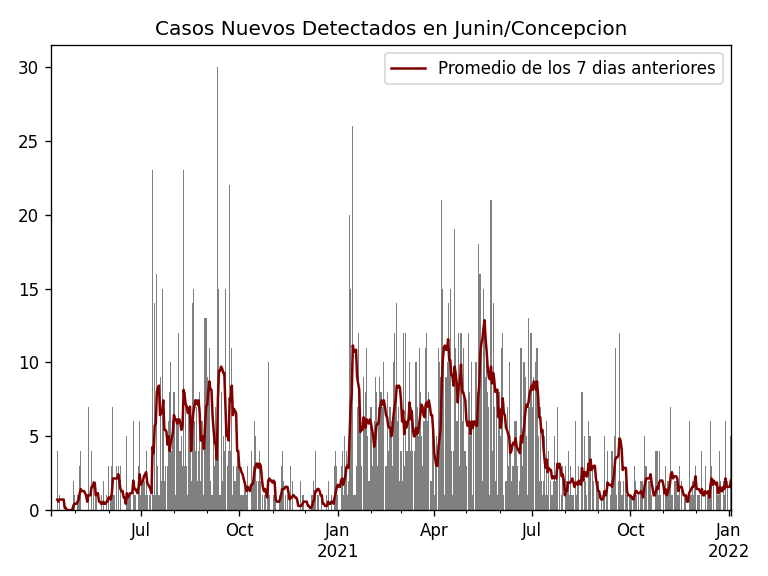 Casos Nuevos Detectados en Junin/Concepcion
Promedio de los 7 dias anteriores
30
25
20
15
10
5
0
Jul
Oct
Jan
2021
Apr
Jul
Oct
Jan
2022